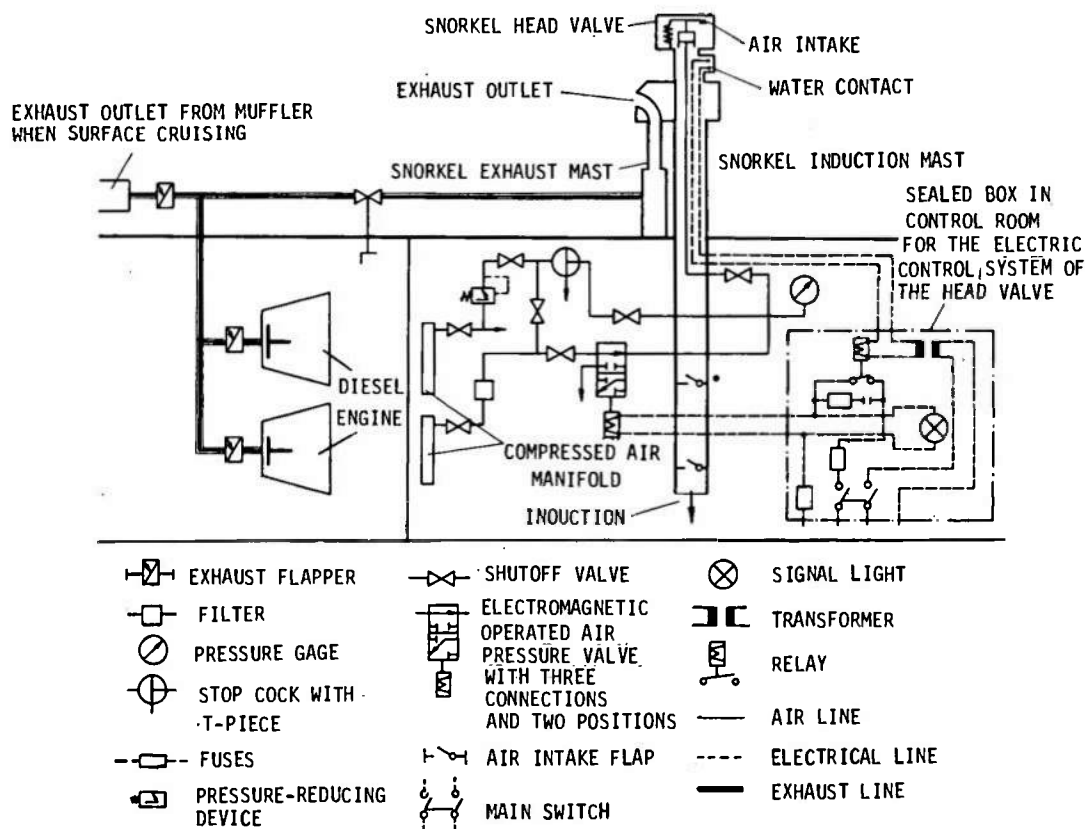 SNORKEL HEAD VALVE
AIR INTAKE
WATER CONTACT
EXHAUST OUTLET
EXHAUST OUTLET FROM MUFFLER
WHEN SURFACE CRUISING
SNORKEL EXHAUST MAST
SNORKEL INDUCTION MAST
SEALED BOX IN
CONTROL ROOM
FOR THE ELECTRIC
CONTROL SYSTEM OF
THE HEAD VALVE
DIESEL
ENGINE
COMPRESSED AIR
MANIFOLD
INDUCTION
EXHAUST FLAPPER
FILTER
PRESSURE GAGE
STOP COCK WITH
T-PIECE
FUSES
PRESSURE-REDUCING
DEVICE
SHUTOFF VALVE
ELECTROMAGNETIC
OPERATED AIR
PRESSURE VALVE
WITH THREE
CONNECTIONS
AND TWO POSITIONS
AIR INTAKE FLAP
MAIN SWITCH
SIGNAL LIGHT
TRANSFORMER
RELAY
AIR LINE
ELECTRICAL LINE
EXHAUST LINE